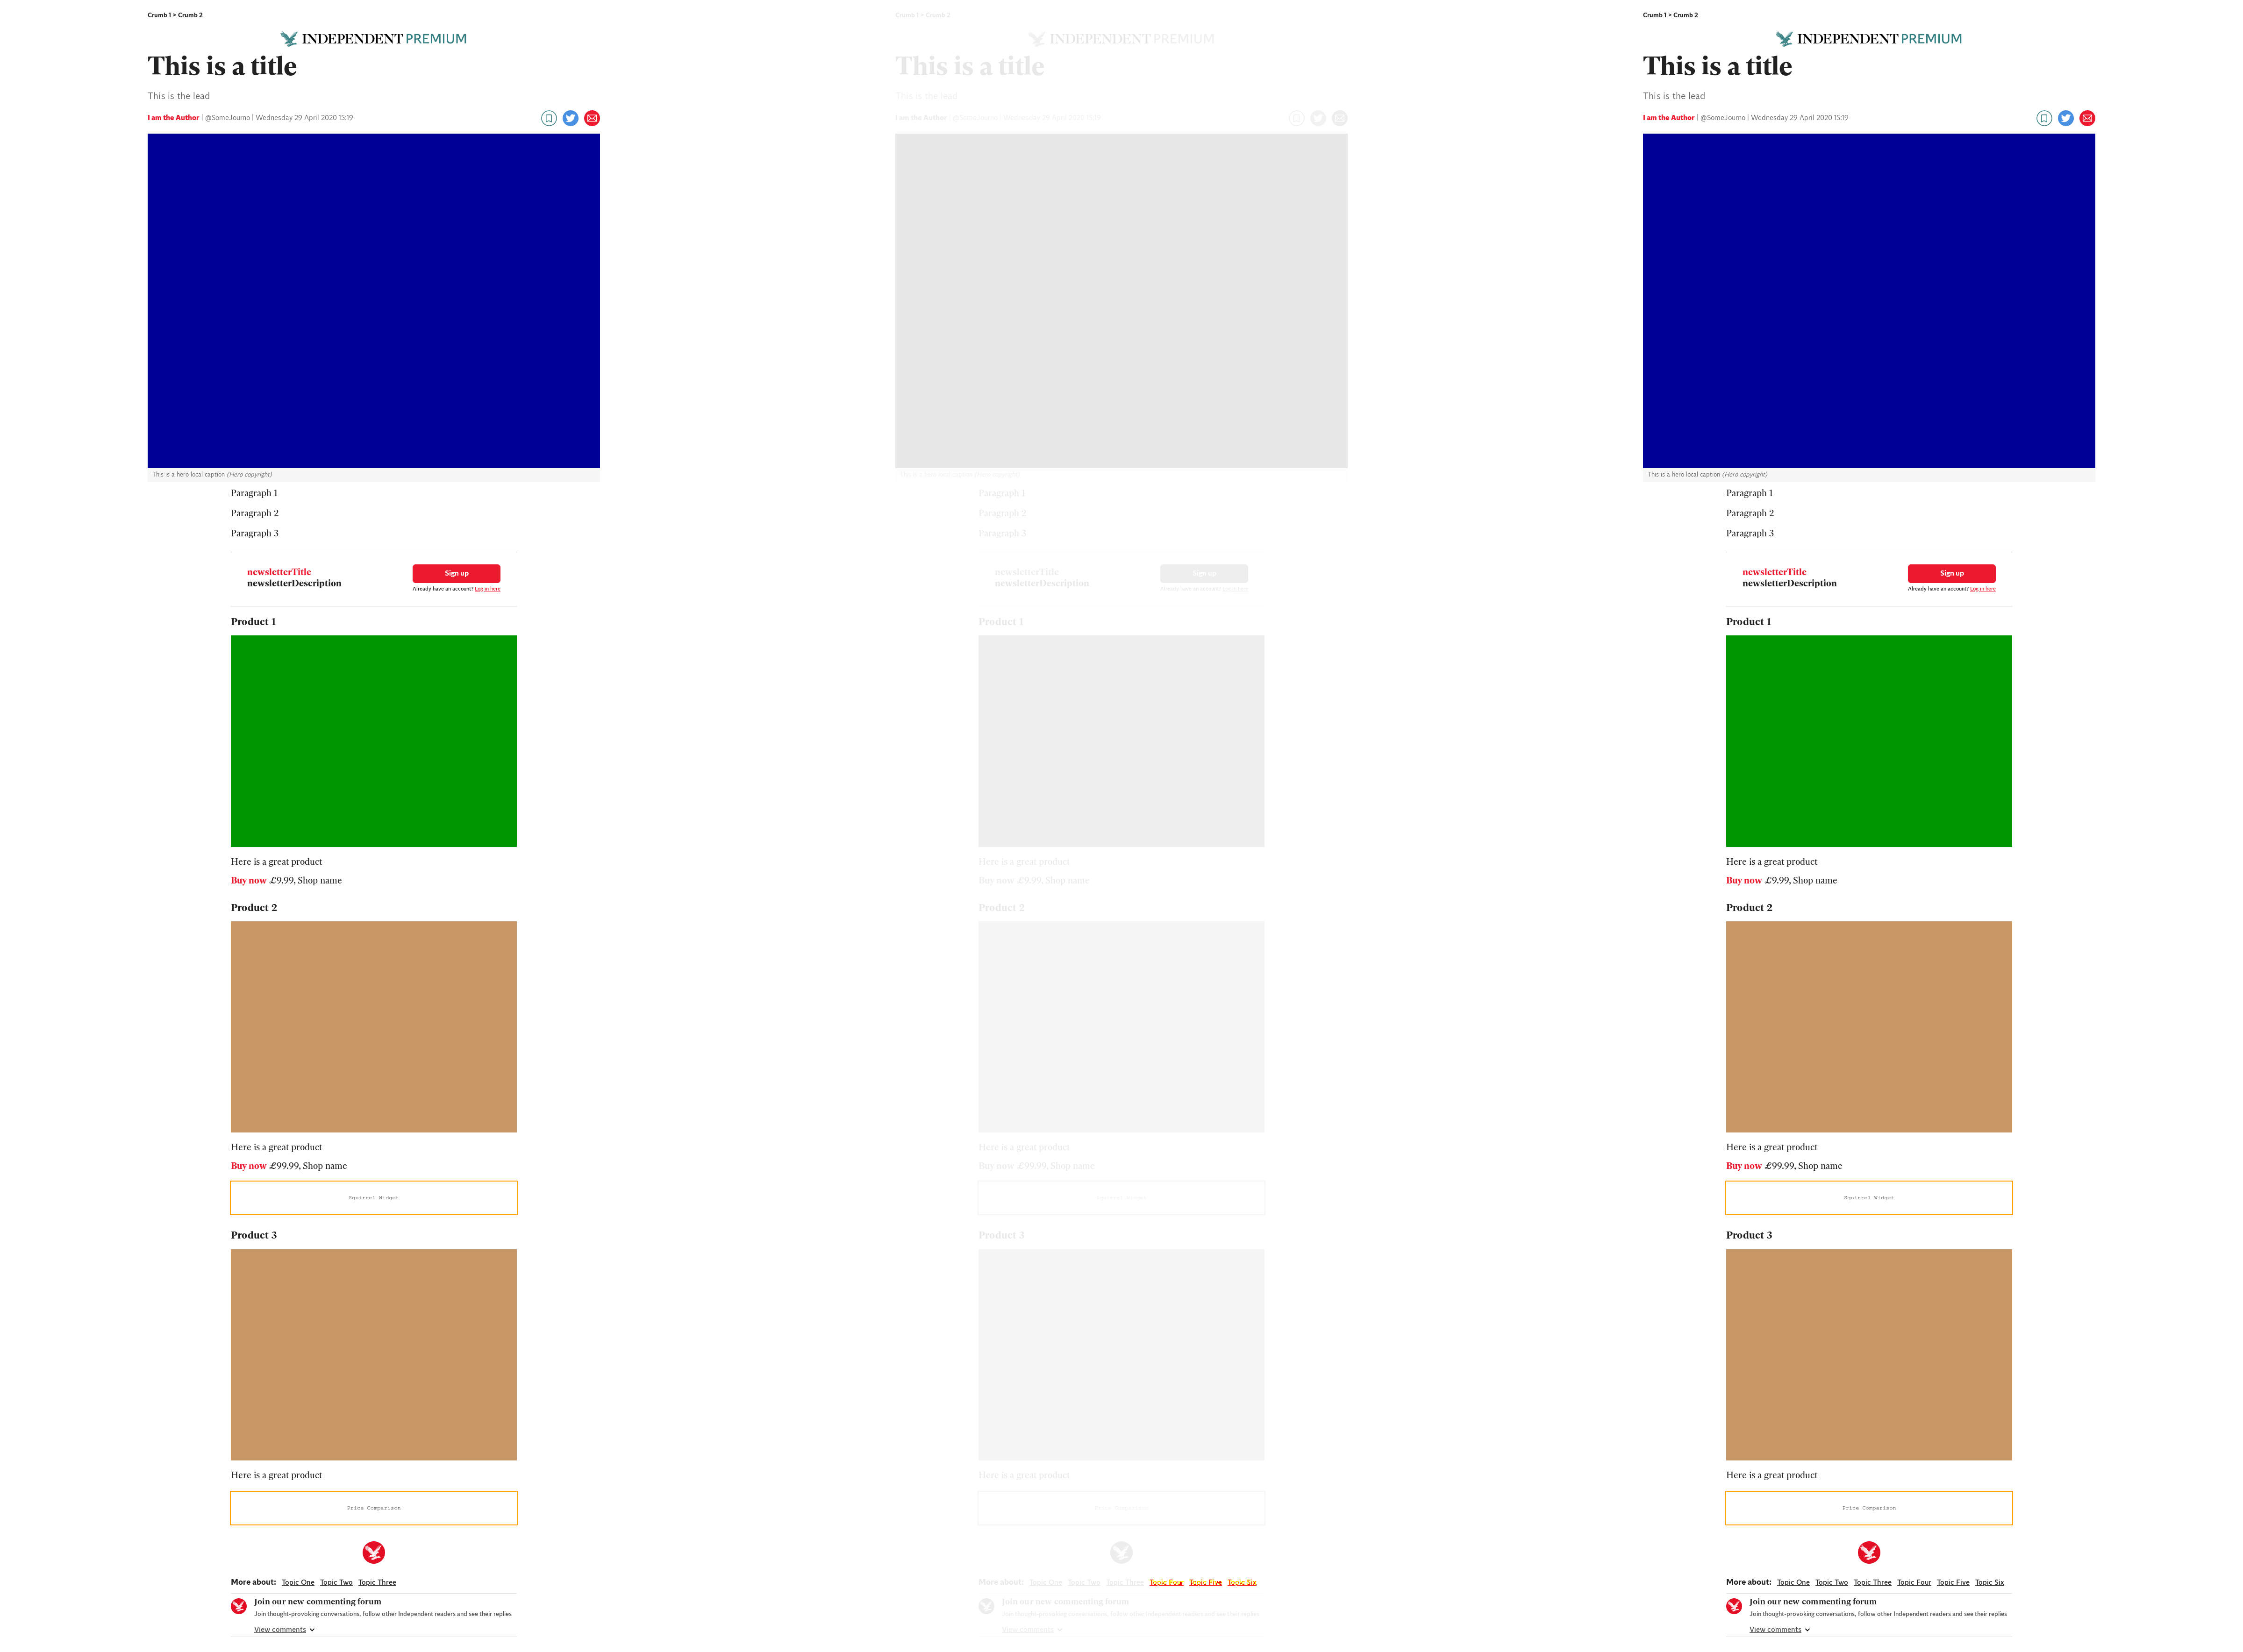 Crumb 1 > Crumb 2
INDEPENDENT PREMIUM
This is a title
This is the lead
I am the Author | @SomeJourno | Wednesday 29 April 2020 15:19
This is a hero local caption (Hero copyright)
Paragraph 1
Paragraph 2
Paragraph 3
newsletterTitle
newsletterDescription
Sign up
Already have an account? Log in here
Product 1
Here is a great product
Buy now £9.99, Shop name
Product 2
Here is a great product
Buy now £99.99, Shop name
Squirrel Widget
Product 3
Here is a great product
Price Comparison
More about: Topic One Topic Two Topic Three
Join our new commenting forum
Join thought-provoking conversations, follow other Independent readers and see their replies
View comments
Crumb 1 > Crumb 2
INDEPENDENT PREMIUM
This is a title
This is the lead
I am the Author | @SomeJourno | Wednesday 29 April 2020 15:19
This is a hero local caption (Hero copyright)
Paragraph 1
Paragraph 2
Paragraph 3
newsletterTitle
newsletterDescription
Sign up
Already have an account? Log in here
Product 1
Here is a great product
Buy now £9.99, Shop name
Product 2
Here is a great product
Buy now £99.99, Shop name
Product 3
Here is a great product
More about: Topic One Topic Two Topic Three Topic Four Topic Five Topic Six
Join our new commenting forum
Join thought-provoking conversations, follow other Independent readers and see their replies
View comments
Crumb 1 > Crumb 2
INDEPENDENT PREMIUM
This is a title
This is the lead
I am the Author | @SomeJourno | Wednesday 29 April 2020 15:19
This is a hero local caption (Hero copyright)
Paragraph 1
Paragraph 2
Paragraph 3
newsletterTitle
newsletterDescription
Sign up
Already have an account? Log in here
Product 1
Here is a great product
Buy now £9.99, Shop name
Product 2
Here is a great product
Buy now £99.99, Shop name
Squirrel Widget
Product 3
Here is a great product
Price Comparison
More about: Topic One Topic Two Topic Three Topic Four Topic Five Topic Six
Join our new commenting forum
Join thought-provoking conversations, follow other Independent readers and see their replies
View comments